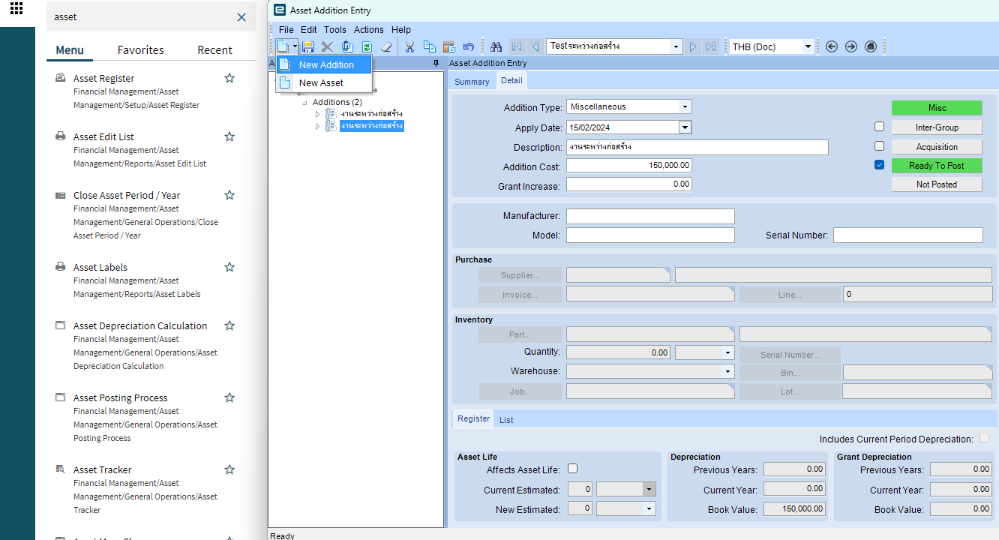 asset
Menu
Favorites
Recent
Asset Register
Financial Management/Asset
Management/Setup/Asset Register
Asset Edit List
Financial Management/Asset
Management/Reports/Asset Edit List
Close Asset Period / Year
Financial Management/Asset
Management/General Operations/Close
Asset Period / Year
Asset Labels
Financial Management/Asset
Management/Reports/Asset Labels
Asset Depreciation Calculation
Financial Management/Asset
Management/General Operations/Asset
Depreciation Calculation
Asset Posting Process
Financial Management/Asset
Management/General Operations/Asset
Posting Process
Asset Tracker
Financial Management/Asset
Management/General Operations/Asset
Tracker
Asset Addition Entry
File Edit Tools Actions Help
Testระหว่างก่อสร้าง
THB (Doc)
New Addition
New Asset
Additions (2)
งานระหว่างก่อสร้าง
งานระหว่างก่อสร้าง
Asset Addition Entry
Summary Detail
Addition Type: Miscellaneous Misc
Apply Date: 15/02/2024 Inter-Group
Description: งานระหว่างก่อสร้าง Acquisition
Addition Cost: 150,000.00 Ready To Post
Grant Increase: 0.00 Not Posted
Manufacturer:
Model: Serial Number:
Purchase
Supplier...
Invoice... Line... 0
Inventory
Part...
Quantity: 0.00 Serial Number...
Warehouse: Bin...
Job... Lot...
Register List
Includes Current Period Depreciation:
Asset Life Depreciation Grant Depreciation
Affects Asset Life: Previous Years: 0.00 Previous Years: 0.00
Current Estimated: 0 Current Year: 0.00 Current Year: 0.00
New Estimated: 0 Book Value: 150,000.00 Book Value: 0.00
Ready